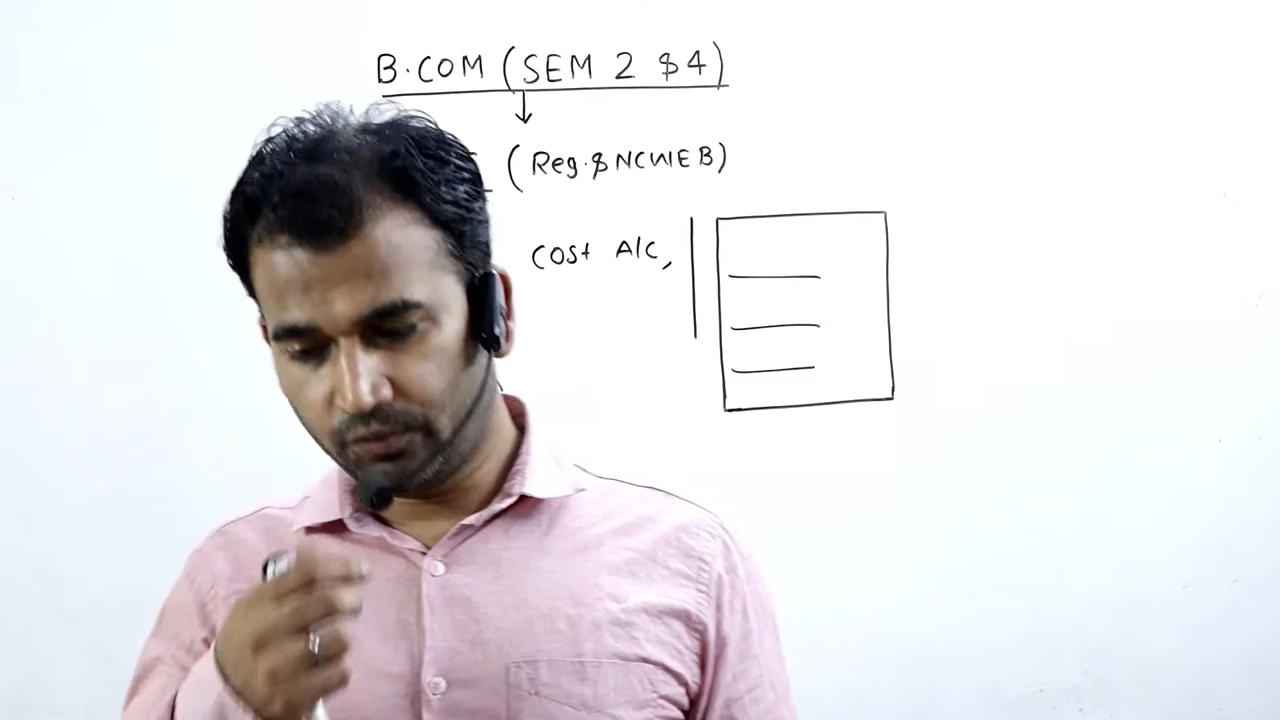 B.COM (SEM 2 $ 4)
(Reg. $ NCWEB)
Cost A/C,